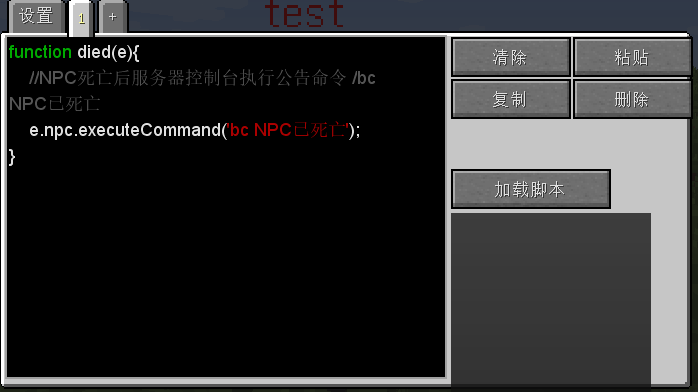 test
设置 1 +
function died(e){
//NPC死亡后服务器控制台执行公告命令 /bc
NPC已死亡
e.npc.executeCommand('bc NPC已死亡');
}
清除 粘贴
复制 删除
加载脚本